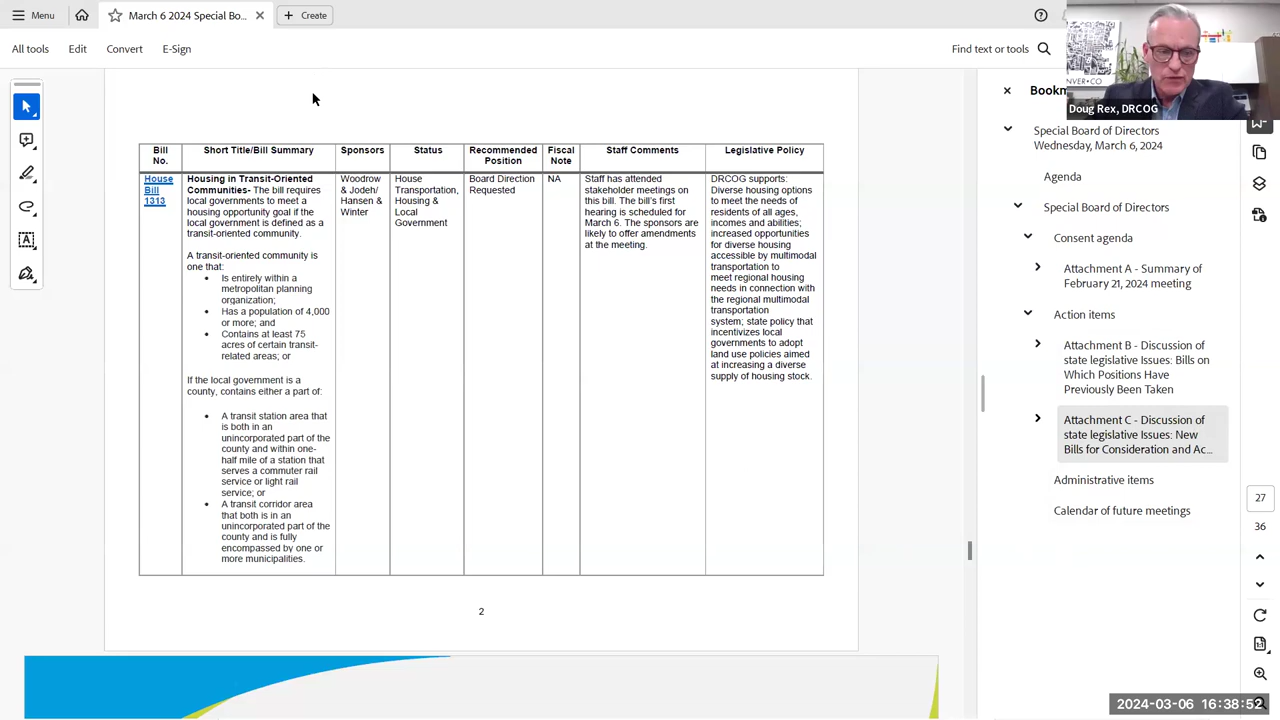 Menu
March 6 2024 Special Bo...
Create
All tools
Edit
Convert
E-Sign
Find text or tools
Bill
No.
Short Title/Bill Summary
Sponsors
Status
Recommended
Position
Fiscal
Note
Staff Comments
Legislative Policy
House
Bill
1313
Housing in Transit-Oriented
Communities- The bill requires
local governments to meet a
housing opportunity goal if the
local government is defined as a
transit-oriented community.
A transit-oriented community is
one that:
• Is entirely within a
metropolitan planning
organization;
• Has a population of 4,000
or more; and
• Contains at least 75
acres of certain transit-
related areas; or
If the local government is a
county, contains either a part of:
• A transit station area that
is both in an
unincorporated part of the
county and within one-
half mile of a station that
serves a commuter rail
service or light rail
service; or
• A transit corridor area
that both is in an
unincorporated part of the
county and is fully
encompassed by one or
more municipalities.
Woodrow
& Jodeh/
Hansen &
Winter
House
Transportation,
Housing &
Local
Government
Board Direction
Requested
NA
Staff has attended
stakeholder meetings on
this bill. The bill's first
hearing is scheduled for
March 6. The sponsors are
likely to offer amendments
at the meeting.
DRCOG supports:
Diverse housing options
to meet the needs of
residents of all ages,
incomes and abilities;
increased opportunities
for diverse housing
accessible by multimodal
transportation to
meet regional housing
needs in connection with
the regional multimodal
transportation
system; state policy that
incentivizes local
governments to adopt
land use policies aimed
at increasing a diverse
supply of housing stock.
2
Doug Rex, DRCOG
Special Board of Directors
Wednesday, March 6, 2024
Agenda
Special Board of Directors
Consent agenda
Attachment A - Summary of
February 21, 2024 meeting
Action items
Attachment B - Discussion of
state legislative Issues: Bills on
Which Positions Have
Previously Been Taken
Attachment C - Discussion of
state legislative Issues: New
Bills for Consideration and Ac...
Administrative items
Calendar of future meetings
27
36